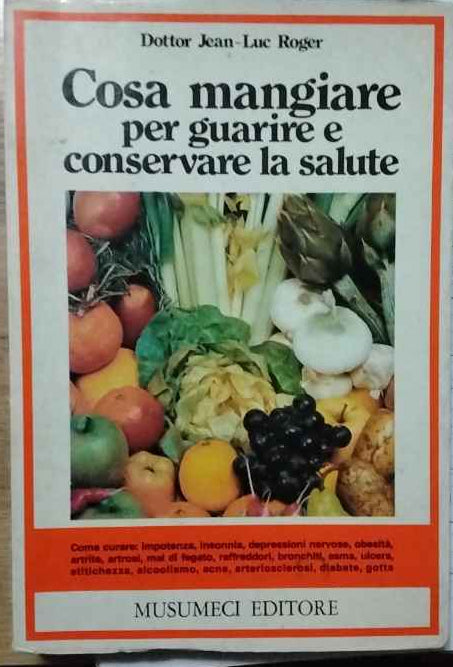 Dottor Jean-Luc Roger
Cosa mangiare
per guarire e
conservare la salute
Come curare: impotenza, insonnia, depressioni nervose, obesità,
artrite, artrosi, mal di fegato, raffreddori, bronchiti, asma, ulcera,
stitichezza, alcoolismo, acne, arteriosclerosi, diabete, gotta
MUSUMECI EDITORE